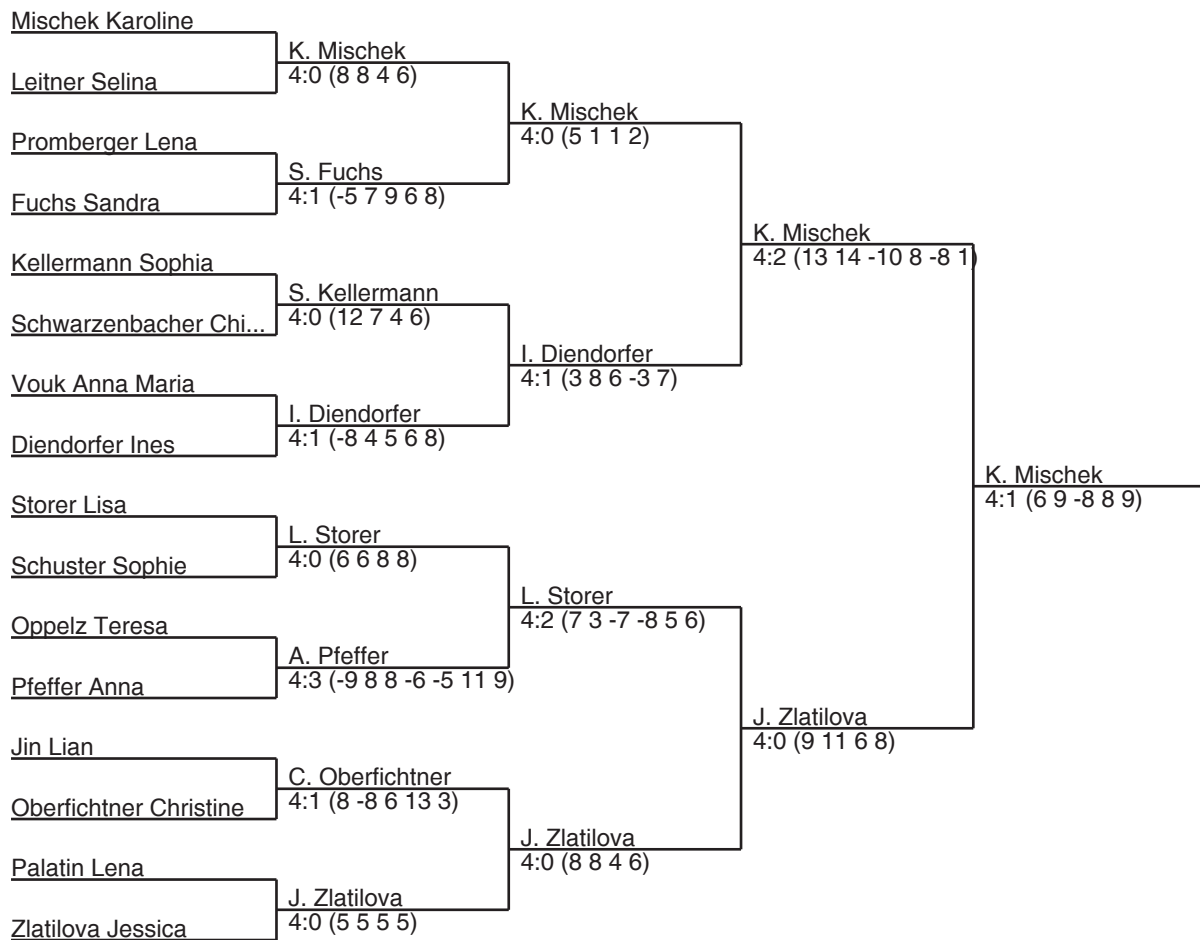 Mischek Karoline
K. Mischek
4:0 (8 8 4 6)
Leitner Selina
K. Mischek
4:0 (5 1 1 2)
Promberger Lena
S. Fuchs
4:1 (-5 7 9 6 8)
Fuchs Sandra
K. Mischek
4:2 (13 14 -10 8 -8 1)
Kellermann Sophia
S. Kellermann
4:0 (12 7 4 6)
Schwarzenbacher Chi...
I. Diendorfer
4:1 (3 8 6 -3 7)
Vouk Anna Maria
I. Diendorfer
4:1 (-8 4 5 6 8)
Diendorfer Ines
K. Mischek
4:1 (6 9 -8 8 9)
Storer Lisa
L. Storer
4:0 (6 6 8 8)
Schuster Sophie
L. Storer
4:2 (7 3 -7 -8 5 6)
Oppelz Teresa
A. Pfeffer
4:3 (-9 8 8 -6 -5 11 9)
Pfeffer Anna
J. Zlatilova
4:0 (9 11 6 8)
Jin Lian
C. Oberfichtner
4:1 (8 -8 6 13 3)
Oberfichtner Christine
J. Zlatilova
4:0 (8 8 4 6)
Palatin Lena
J. Zlatilova
4:0 (5 5 5 5)
Zlatilova Jessica